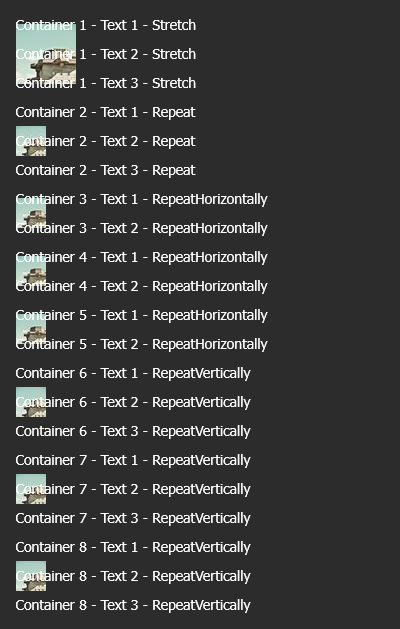 Container 1 - Text 1 - Stretch
Container 1 - Text 2 - Stretch
Container 1 - Text 3 - Stretch
Container 2 - Text 1 - Repeat
Container 2 - Text 2 - Repeat
Container 2 - Text 3 - Repeat
Container 3 - Text 1 - RepeatHorizontally
Container 3 - Text 2 - RepeatHorizontally
Container 4 - Text 1 - RepeatHorizontally
Container 4 - Text 2 - RepeatHorizontally
Container 5 - Text 1 - RepeatHorizontally
Container 5 - Text 2 - RepeatHorizontally
Container 6 - Text 1 - RepeatVertically
Container 6 - Text 2 - RepeatVertically
Container 6 - Text 3 - RepeatVertically
Container 7 - Text 1 - RepeatVertically
Container 7 - Text 2 - RepeatVertically
Container 7 - Text 3 - RepeatVertically
Container 8 - Text 1 - RepeatVertically
Container 8 - Text 2 - RepeatVertically
Container 8 - Text 3 - RepeatVertically